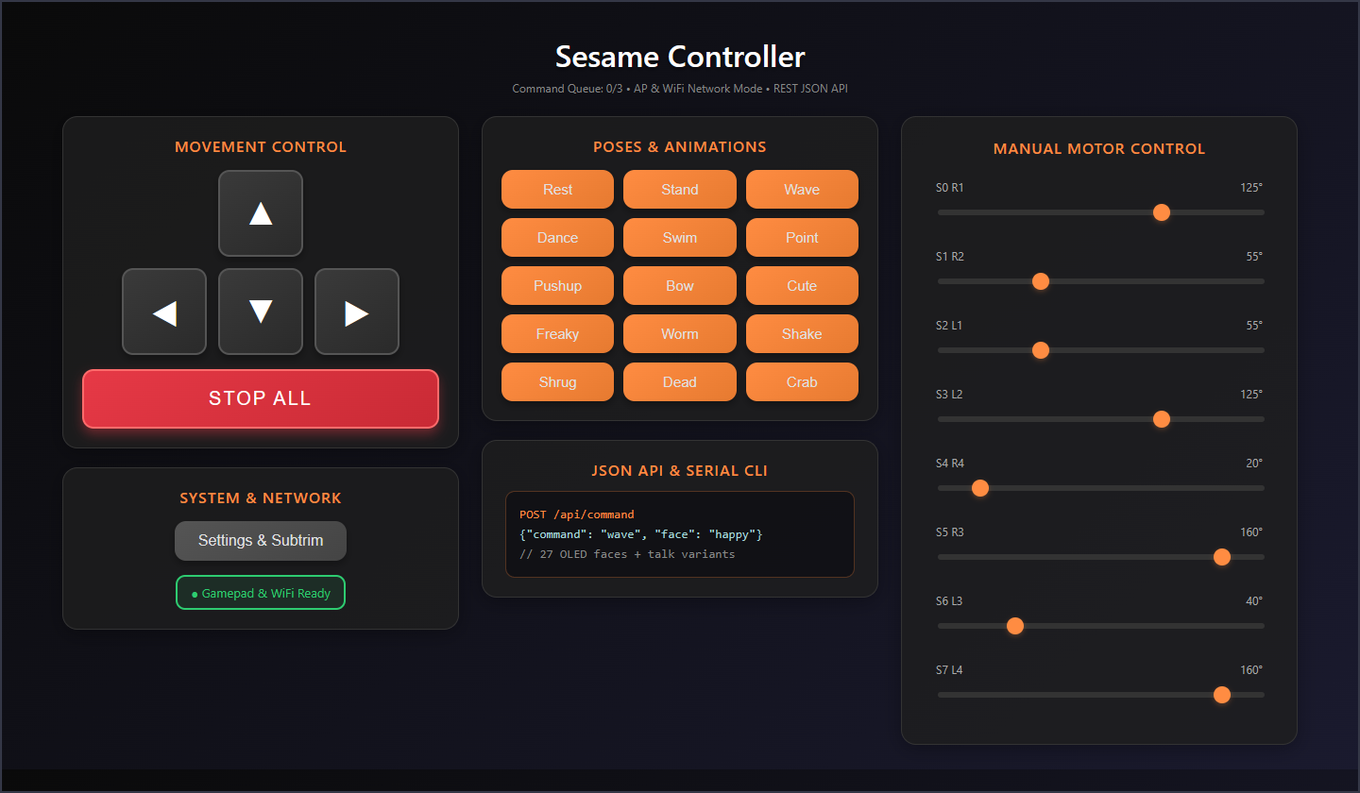 Sesame Controller
Command Queue: 0/3 • AP & WiFi Network Mode • REST JSON API
MOVEMENT CONTROL
▲
◀ ▼ ▶
STOP ALL
SYSTEM & NETWORK
Settings & Subtrim
● Gamepad & WiFi Ready
POSES & ANIMATIONS
Rest Stand Wave
Dance Swim Point
Pushup Bow Cute
Freaky Worm Shake
Shrug Dead Crab
JSON API & SERIAL CLI
POST /api/command
{"command": "wave", "face": "happy"}
// 27 OLED faces + talk variants
MANUAL MOTOR CONTROL
S0 R1 125°
S1 R2 55°
S2 L1 55°
S3 L2 125°
S4 R4 20°
S5 R3 160°
S6 L3 40°
S7 L4 160°